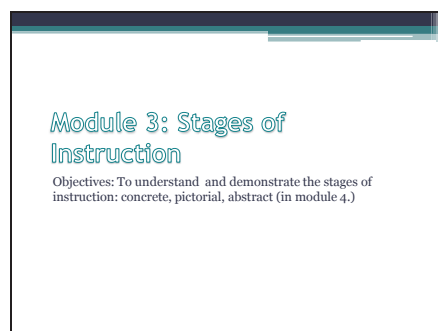 Module 3: Stages of
Instruction
Objectives: To understand and demonstrate the stages of
instruction: concrete, pictorial, abstract (in module 4.)